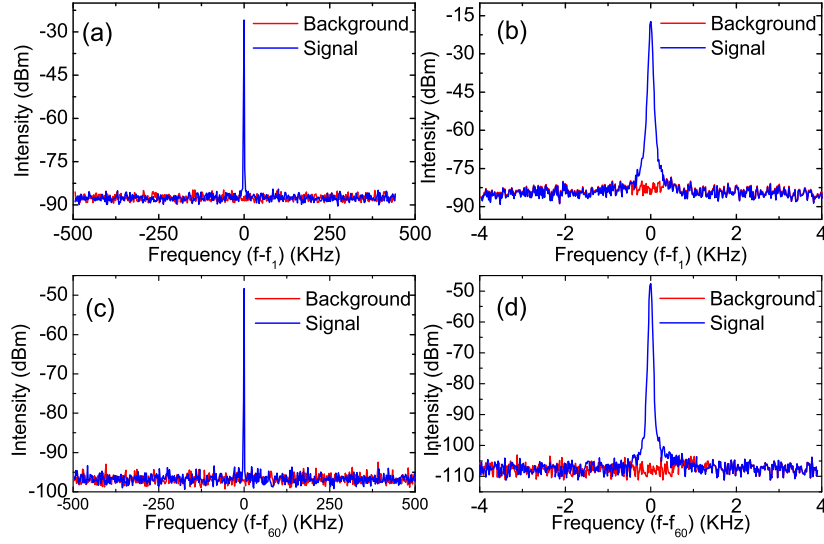 (a)
Background
Signal
Intensity (dBm)
-30
-45
-60
-75
-90
-500
-250
0
250
500
Frequency (f-f1) (KHz)
(b)
Background
Signal
Intensity (dBm)
-15
-30
-45
-60
-75
-90
-4
-2
0
2
4
Frequency (f-f1) (KHz)
(c)
Background
Signal
Intensity (dBm)
-50
-60
-70
-80
-90
-100
-500
-250
0
250
500
Frequency (f-f60) (KHz)
(d)
Background
Signal
Intensity (dBm)
-50
-60
-70
-80
-90
-100
-110
-4
-2
0
2
4
Frequency (f-f60) (KHz)